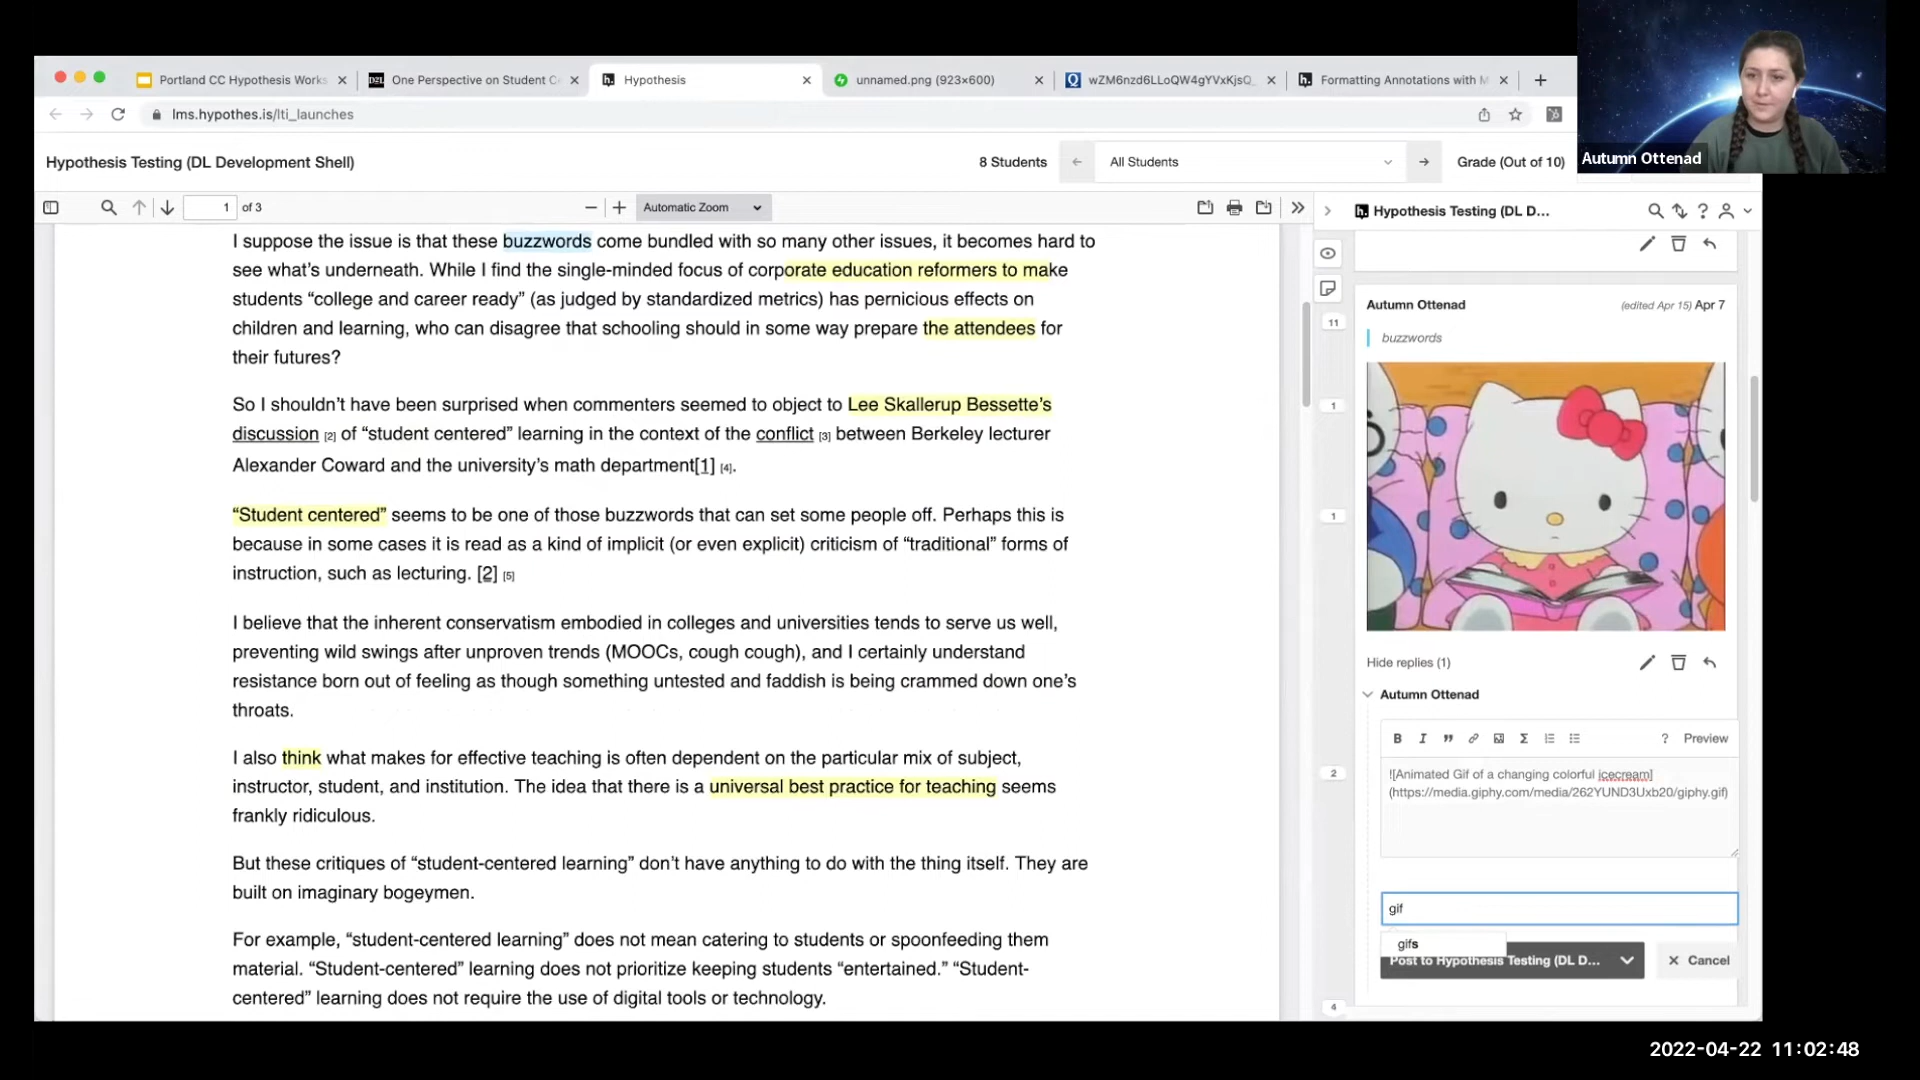 Portland CC Hypothesis Works
One Perspective on Student C
Hypothesis
unnamed.png (923×600)
wZM6nzd6LLoQW4gYVxKjsQ_
Formatting Annotations with M
Autumn Ottenad
lms.hypothes.is/lti_launches
Hypothesis Testing (DL Development Shell)
8 Students
All Students
Grade (Out of 10)
1 of 3
Automatic Zoom
Hypothesis Testing (DL D...
I suppose the issue is that these buzzwords come bundled with so many other issues, it becomes hard to
see what’s underneath. While I find the single-minded focus of corporate education reformers to make
students “college and career ready” (as judged by standardized metrics) has pernicious effects on
children and learning, who can disagree that schooling should in some way prepare the attendees for
their futures?
So I shouldn’t have been surprised when commenters seemed to object to Lee Skallerup Bessette’s
discussion [2] of “student centered” learning in the context of the conflict [3] between Berkeley lecturer
Alexander Coward and the university’s math department[1] [4].
“Student centered” seems to be one of those buzzwords that can set some people off. Perhaps this is
because in some cases it is read as a kind of implicit (or even explicit) criticism of “traditional” forms of
instruction, such as lecturing. [2] [5]
I believe that the inherent conservatism embodied in colleges and universities tends to serve us well,
preventing wild swings after unproven trends (MOOCs, cough cough), and I certainly understand
resistance born out of feeling as though something untested and faddish is being crammed down one’s
throats.
I also think what makes for effective teaching is often dependent on the particular mix of subject,
instructor, student, and institution. The idea that there is a universal best practice for teaching seems
frankly ridiculous.
But these critiques of “student-centered learning” don’t have anything to do with the thing itself. They are
built on imaginary bogeymen.
For example, “student-centered learning” does not mean catering to students or spoonfeeding them
material. “Student-centered” learning does not prioritize keeping students “entertained.” “Student-
centered” learning does not require the use of digital tools or technology.
11
1
1
2
4
Autumn Ottenad
(edited Apr 15) Apr 7
buzzwords
Hide replies (1)
Autumn Ottenad
B I ” Σ ? Preview
![Animated Gif of a changing colorful icecream]
(https://media.giphy.com/media/262YUND3Uxb20/giphy.gif)
gif
gifs
Post to Hypothesis Testing (DL D...
Cancel
2022-04-22 11:02:48